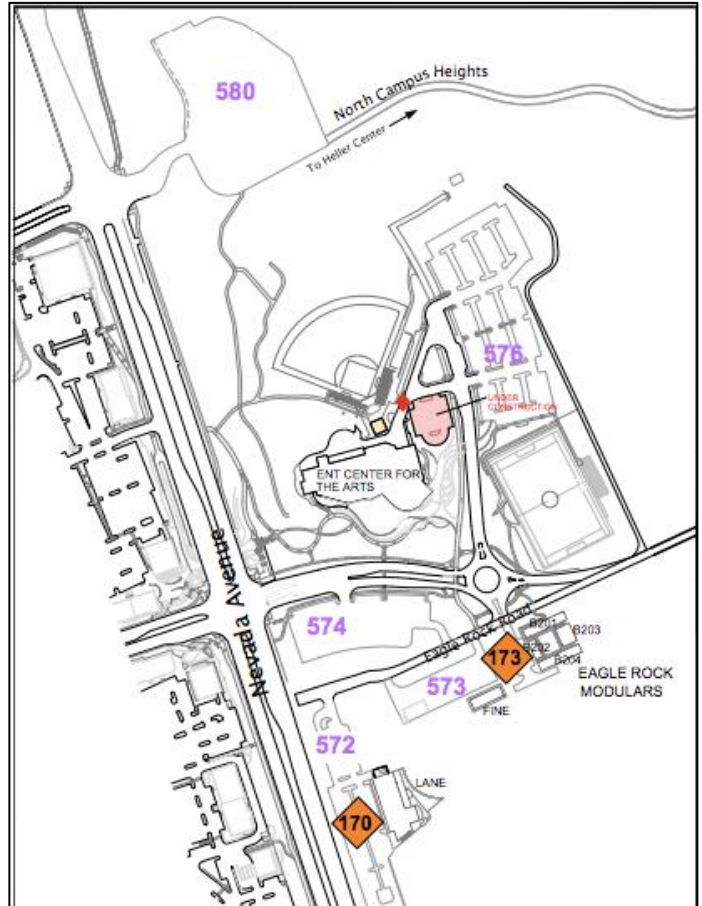 580
North Campus Heights
To Heller Center
576
UNDER
CONSTRUCTION
ENT CENTER FOR
THE ARTS
Nevada Avenue
574
Eagle Rock Road
B201
B203
B202
B204
173
EAGLE ROCK
MODULARS
573
FINE
572
LANE
170